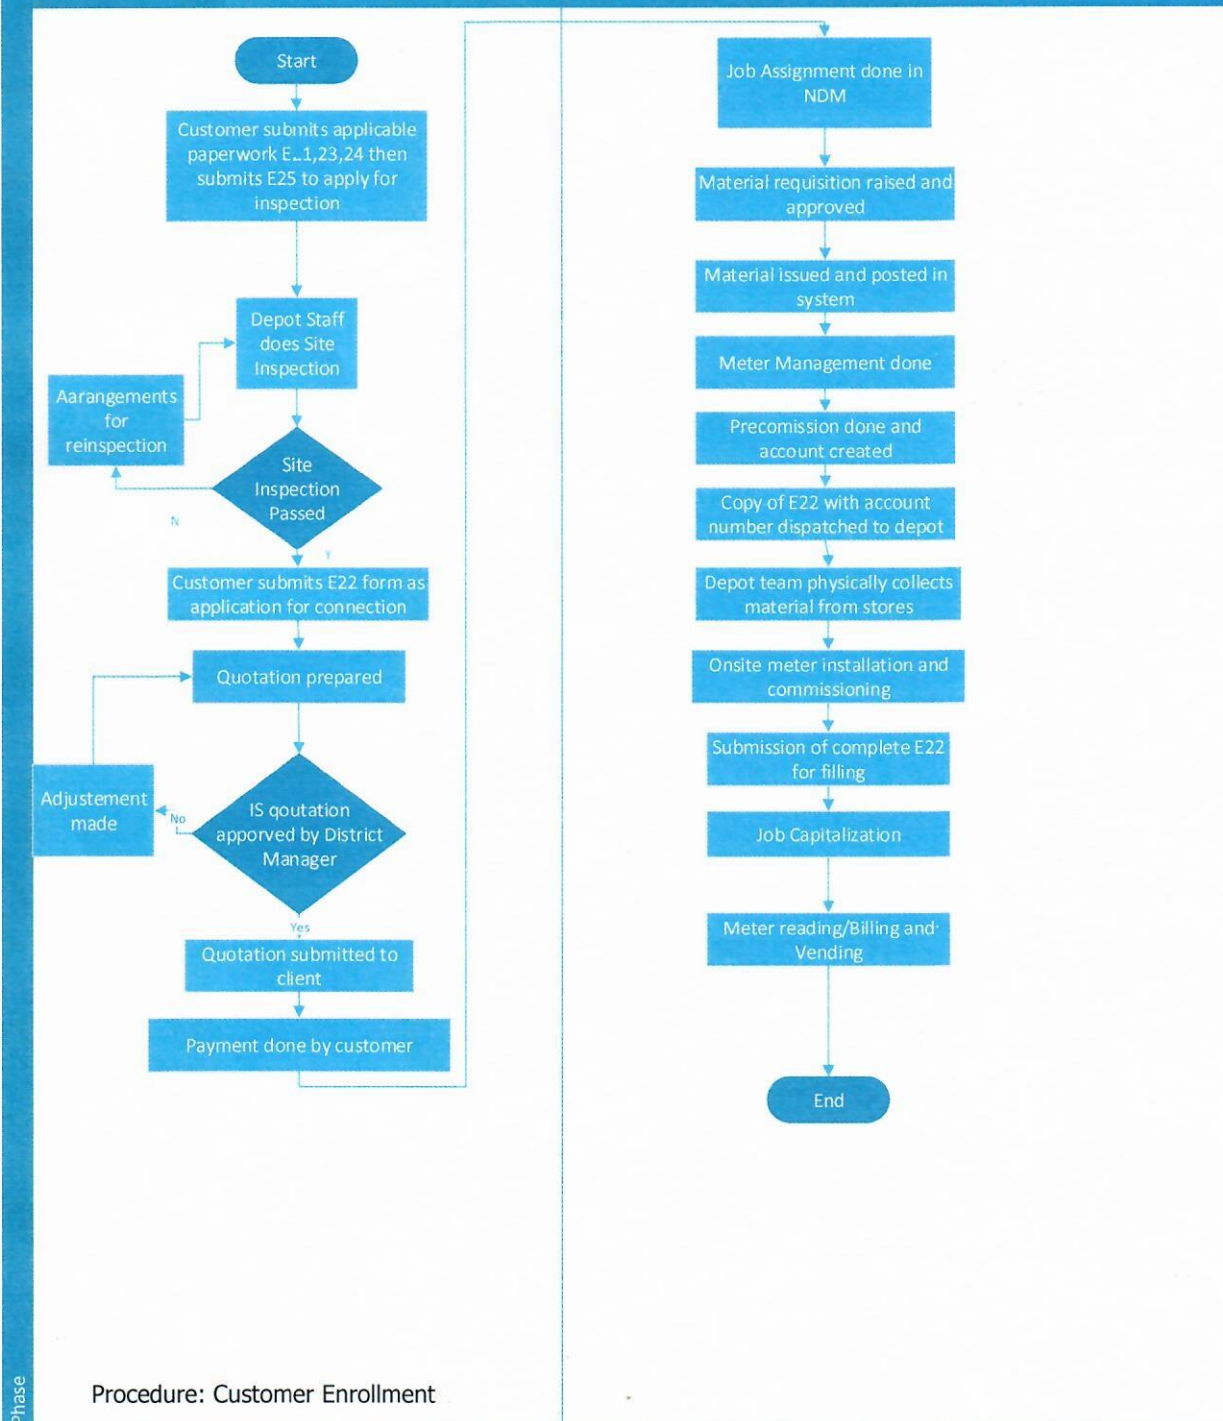 Start
Customer submits applicable
paperwork E..1,23,24 then
submits E25 to apply for
inspection
Depot Staff
does Site
Inspection
Aarangements
for
reinspection
Site
Inspection
Passed
N
Y
Customer submits E22 form as
application for connection
Quotation prepared
Adjustement
made
No
IS qoutation
apporved by District
Manager
Yes
Quotation submitted to
client
Payment done by customer
Job Assignment done in
NDM
Material requisition raised and
approved
Material issued and posted in
system
Meter Management done
Precomission done and
account created
Copy of E22 with account
number dispatched to depot
Depot team physically collects
material from stores
Onsite meter installation and
commissioning
Submission of complete E22
for filling
Job Capitalization
Meter reading/Billing and
Vending
End
Phase
Procedure: Customer Enrollment